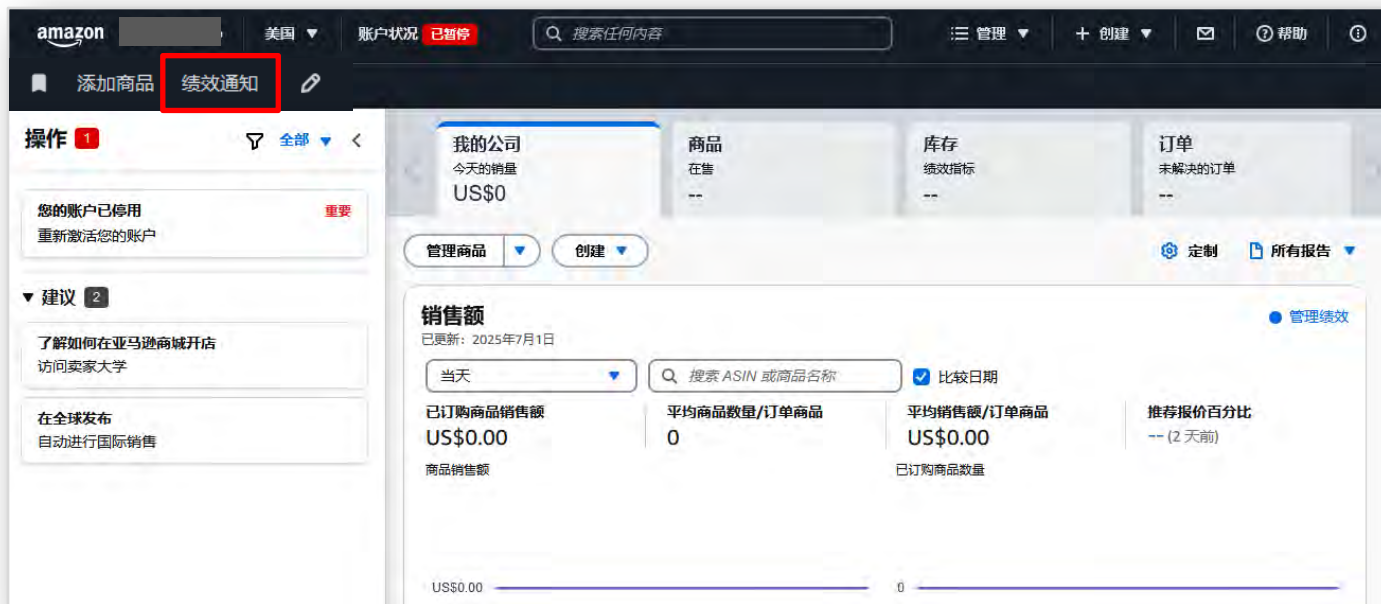 amazon 美国 账户状况 已暂停 搜索任何内容 管理 创建 帮助
添加商品 绩效通知
操作 1 全部
您的账户已停用 重要
重新激活您的账户
建议 2
了解如何在亚马逊商城开店
访问卖家大学
在全球发布
自动进行国际销售
我的公司
今天的销量
US$0
商品
在售
--
库存
绩效指标
--
订单
未解决的订单
--
管理商品 创建 定制 所有报告
销售额 管理绩效
已更新：2025年7月1日
当天 搜索 ASIN 或商品名称 比较日期
已订购商品销售额 平均商品数量/订单商品 平均销售额/订单商品 推荐报价百分比
US$0.00 0 US$0.00 -- (2 天前)
商品销售额 已订购商品数量
US$0.00 0